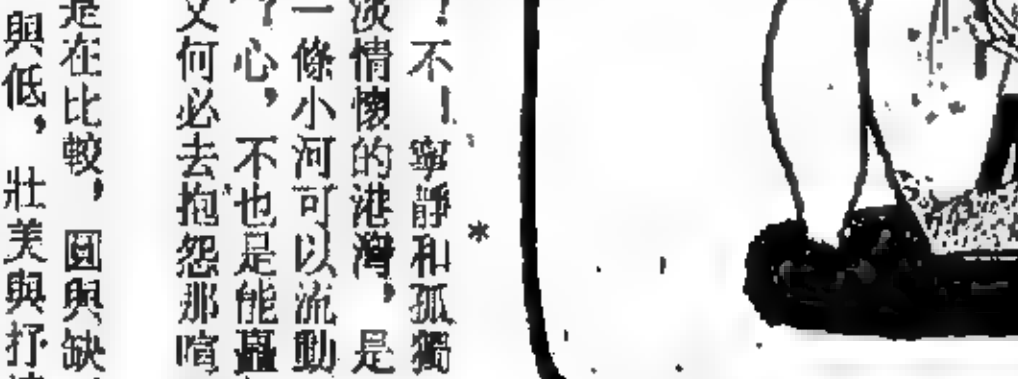 ！不！寧靜和孤獨
淡情懷的港灣，是
一條小河可以流動
？心，不也是能
又何必去抱怨那喧
是在比較，圓與缺
與低，壯美與抒